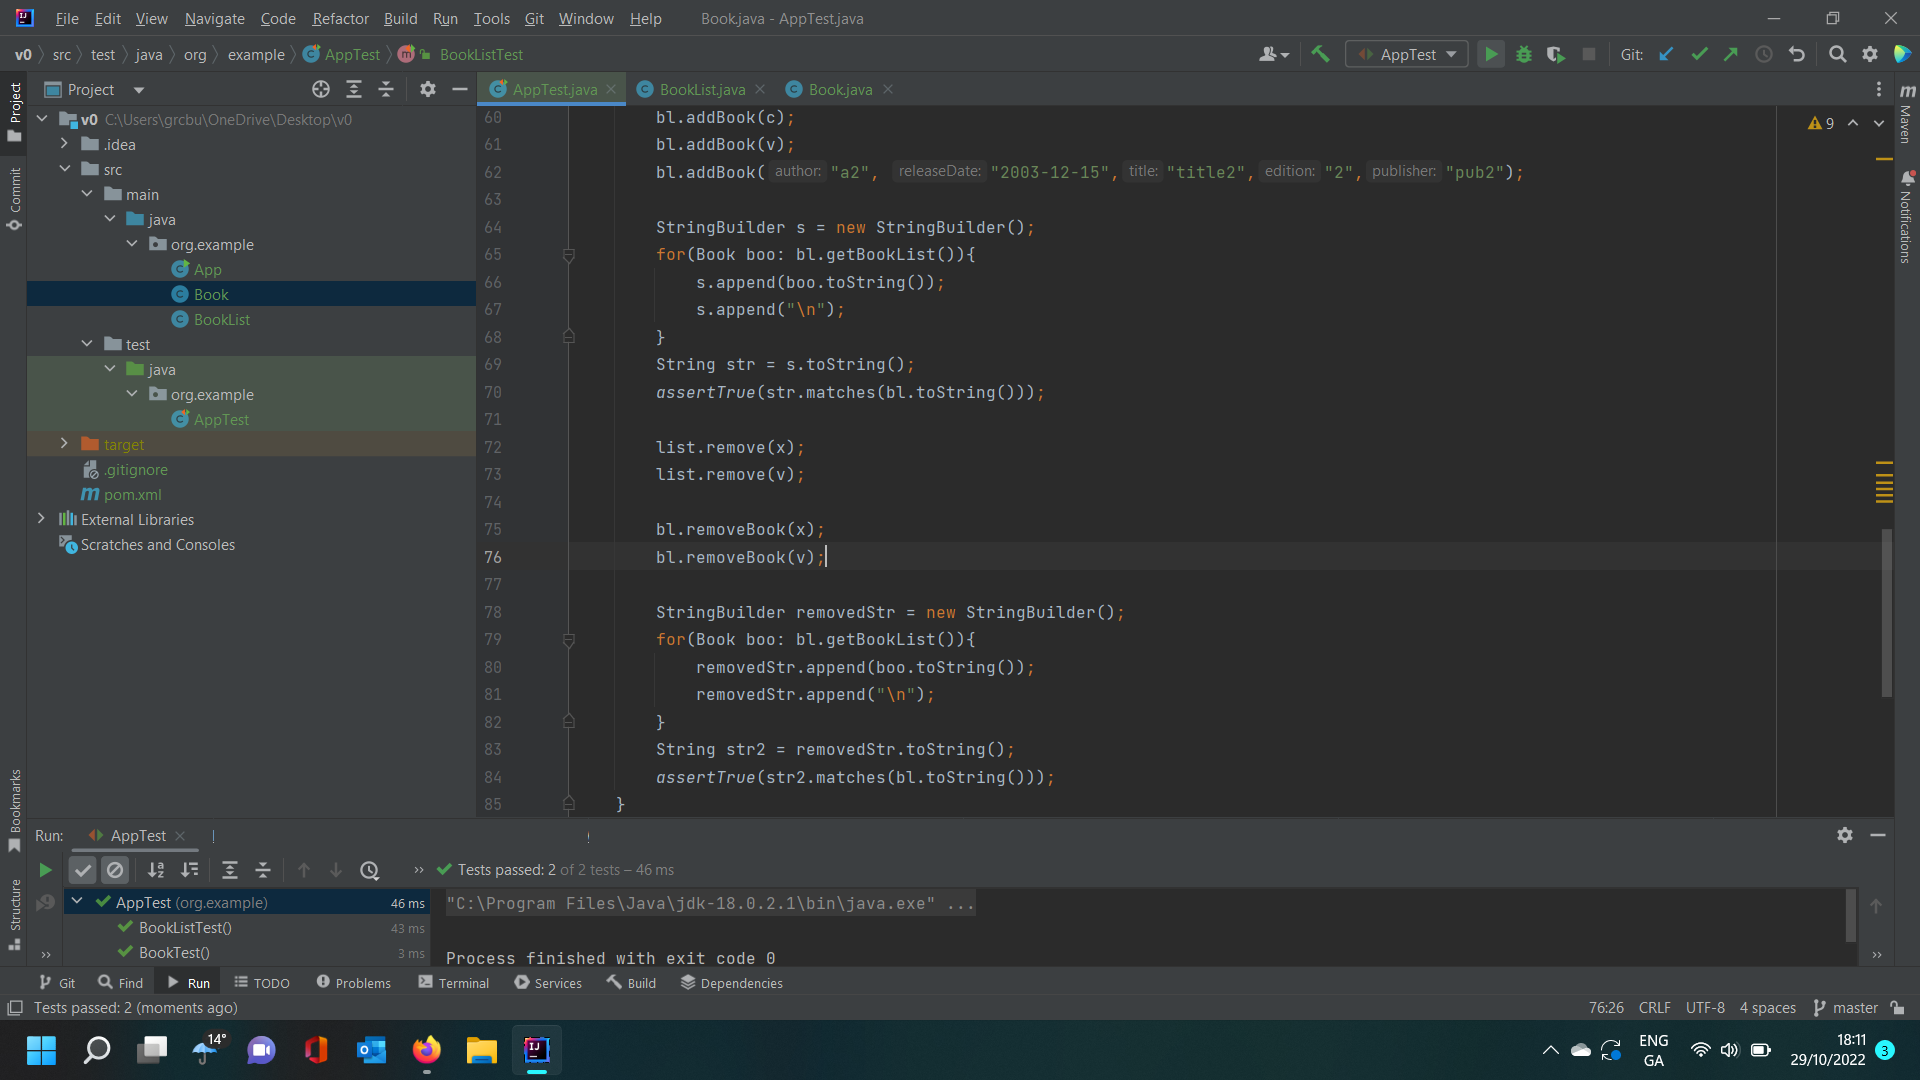 File Edit View Navigate Code Refactor Build Run Tools Git Window Help Book.java - AppTest.java
v0 src test java org example AppTest m BookListTest AppTest Git:
Project AppTest.java BookList.java Book.java
Project
Commit
v0 C:\Users\grcbu\OneDrive\Desktop\v0
.idea
src
main
java
org.example
App
Book
BookList
test
java
org.example
AppTest
target
.gitignore
pom.xml
External Libraries
Scratches and Consoles
60 bl.addBook(c);
61 bl.addBook(v);
62 bl.addBook( author: "a2", releaseDate: "2003-12-15", title: "title2", edition: "2", publisher: "pub2");
63
64 StringBuilder s = new StringBuilder();
65 for(Book boo: bl.getBookList()){
66 s.append(boo.toString());
67 s.append("\n");
68 }
69 String str = s.toString();
70 assertTrue(str.matches(bl.toString()));
71
72 list.remove(x);
73 list.remove(v);
74
75 bl.removeBook(x);
76 bl.removeBook(v);
77
78 StringBuilder removedStr = new StringBuilder();
79 for(Book boo: bl.getBookList()){
80 removedStr.append(boo.toString());
81 removedStr.append("\n");
82 }
83 String str2 = removedStr.toString();
84 assertTrue(str2.matches(bl.toString()));
85 }
9
Maven
Notifications
Bookmarks
Structure
Run: AppTest
Tests passed: 2 of 2 tests – 46 ms
AppTest (org.example) 46 ms
BookListTest() 43 ms
BookTest() 3 ms
"C:\Program Files\Java\jdk-18.0.2.1\bin\java.exe" ...
Process finished with exit code 0
Git Find Run TODO Problems Terminal Services Build Dependencies
Tests passed: 2 (moments ago) 76:26 CRLF UTF-8 4 spaces master
14°
ENG
GA
18:11
29/10/2022
3